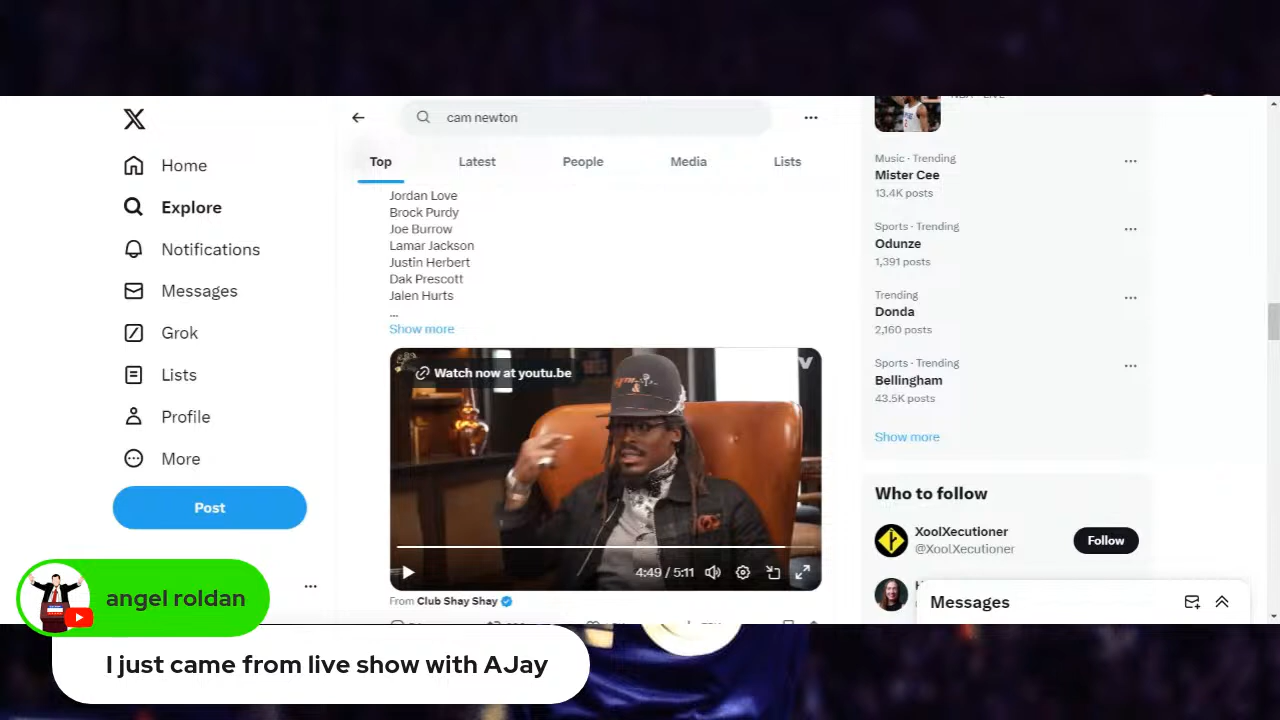 cam newton
Top
Latest
People
Media
Lists
Home
Explore
Notifications
Messages
Grok
Lists
Profile
More
Post
Jordan Love
Brock Purdy
Joe Burrow
Lamar Jackson
Justin Herbert
Dak Prescott
Jalen Hurts
...
Show more
Watch now at youtu.be
4:49 / 5:11
From Club Shay Shay
Music · Trending
Mister Cee
13.4K posts
Sports · Trending
Odunze
1,391 posts
Trending
Donda
2,160 posts
Sports · Trending
Bellingham
43.5K posts
Show more
Who to follow
XoolXecutioner
@XoolXecutioner
Follow
Messages
angel roldan
I just came from live show with AJay